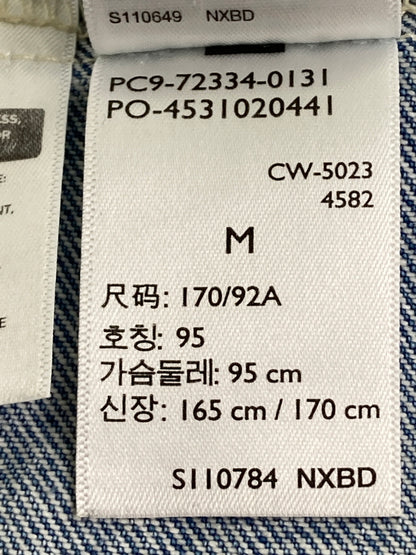 S110649 NXBD
PC9-72334-0131
PO-4531020441
CW-5023
4582
M
尺码: 170/92A
호칭: 95
가슴둘레: 95 cm
신장: 165 cm / 170 cm
S110784 NXBD